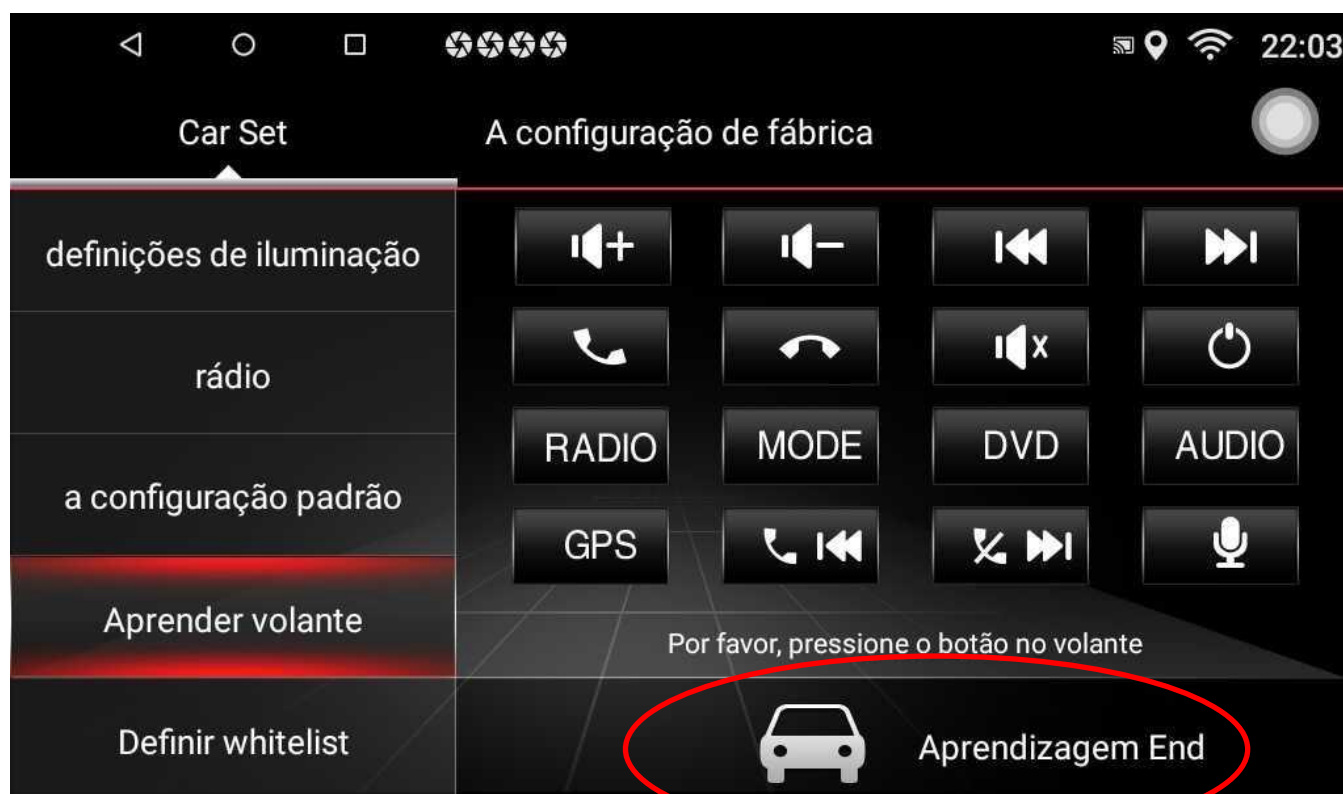 22:03
Car Set
A configuração de fábrica
definições de iluminação
rádio
a configuração padrão
Aprender volante
Definir whitelist
RADIO
MODE
DVD
AUDIO
GPS
Por favor, pressione o botão no volante
Aprendizagem End